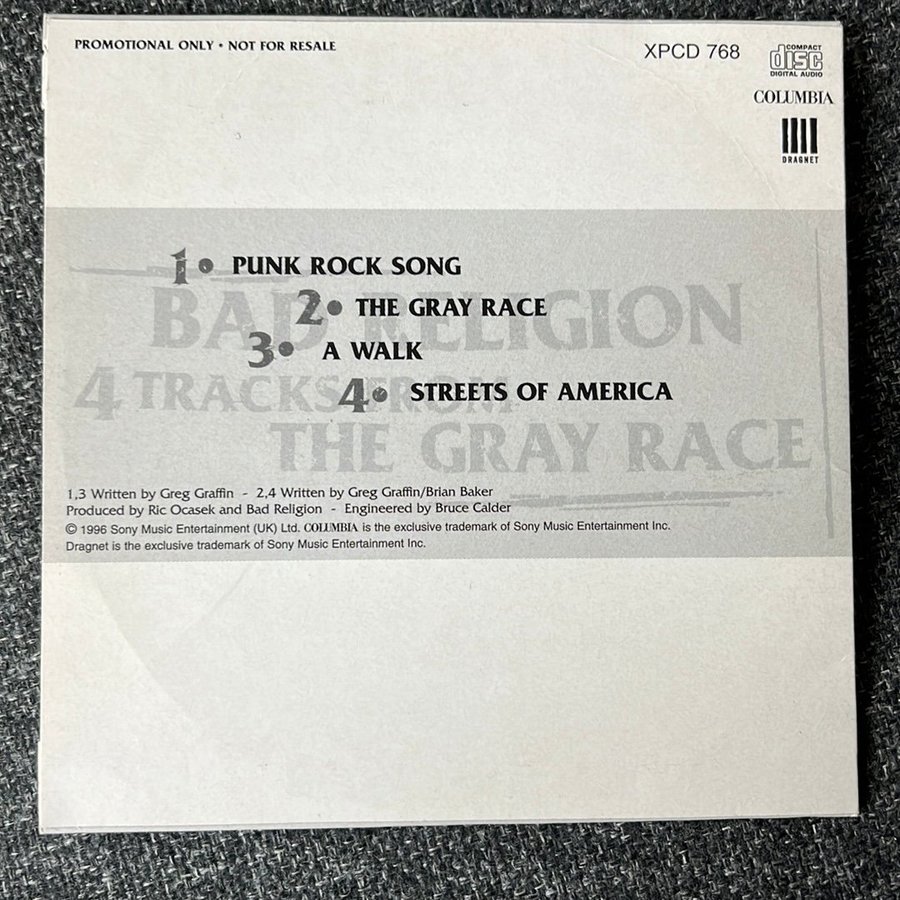 PROMOTIONAL ONLY • NOT FOR RESALE
XPCD 768
COMPACT
disc
DIGITAL AUDIO
COLUMBIA
DRAGNET
1• PUNK ROCK SONG
2• THE GRAY RACE
3• A WALK
4• STREETS OF AMERICA
BAD RELIGION
4 TRACKS FROM
THE GRAY RACE
1,3 Written by Greg Graffin - 2,4 Written by Greg Graffin/Brian Baker
Produced by Ric Ocasek and Bad Religion - Engineered by Bruce Calder
© 1996 Sony Music Entertainment (UK) Ltd. COLUMBIA is the exclusive trademark of Sony Music Entertainment Inc.
Dragnet is the exclusive trademark of Sony Music Entertainment Inc.